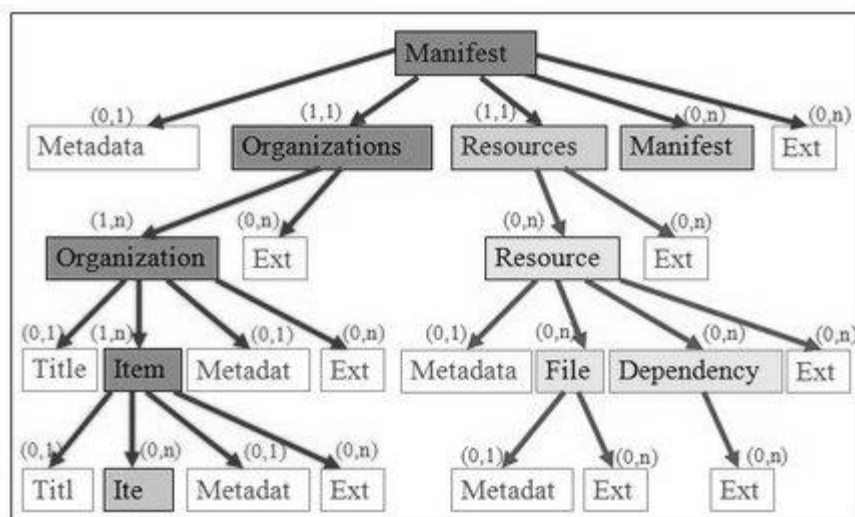 Manifest
(0,1) (1,1) (1,1) (0,n) (0,n)
Metadata Organizations Resources Manifest Ext
(1,n) (0,n) (0,n) (0,n)
Organization Ext Resource Ext
(0,1) (1,n) (0,1) (0,n) (0,1) (0,n) (0,n) (0,n)
Title Item Metadat Ext Metadata File Dependency Ext
(0,1) (0,n) (0,1) (0,n) (0,1) (0,n) (0,n)
Titl Ite Metadat Ext Metadat Ext Ext